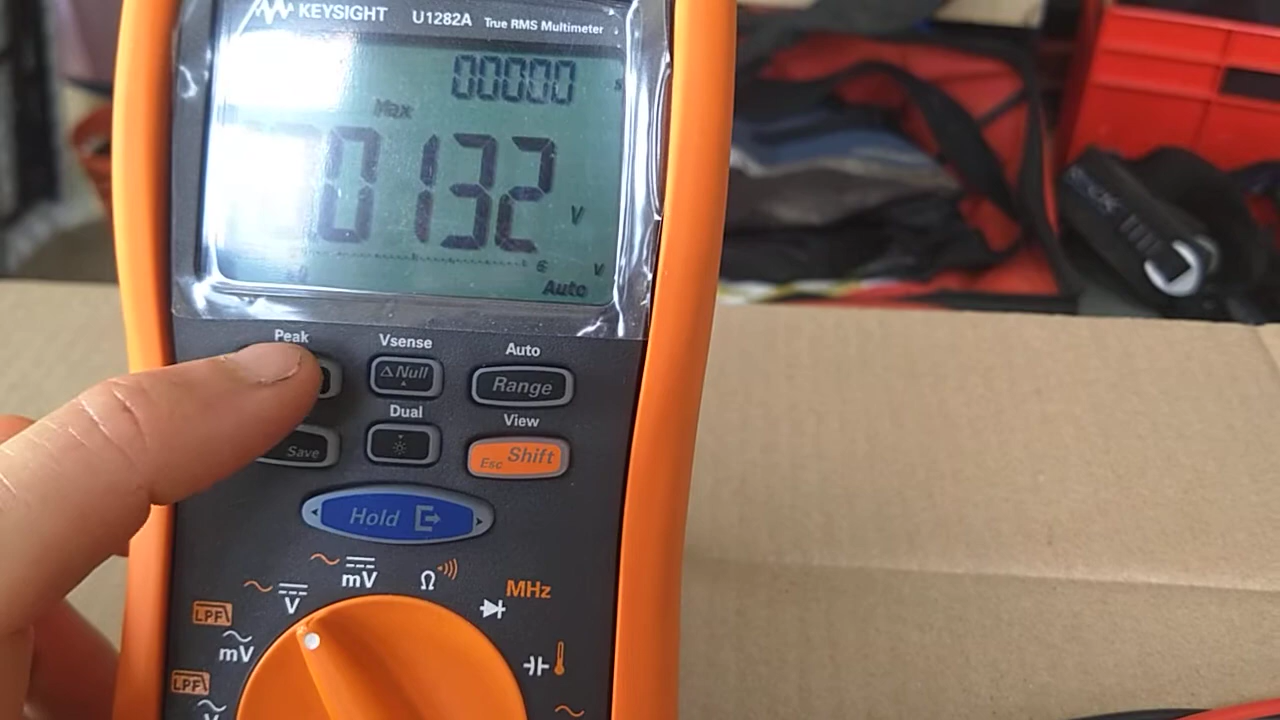 KEYSIGHT U1282A True RMS Multimeter
00000
Max
0132 V
6 V
Auto
Peak Vsense Auto
ΔNull Range
Dual View
Save Esc Shift
Hold
mV Ω MHz
V
LPF
mV
LPF
V